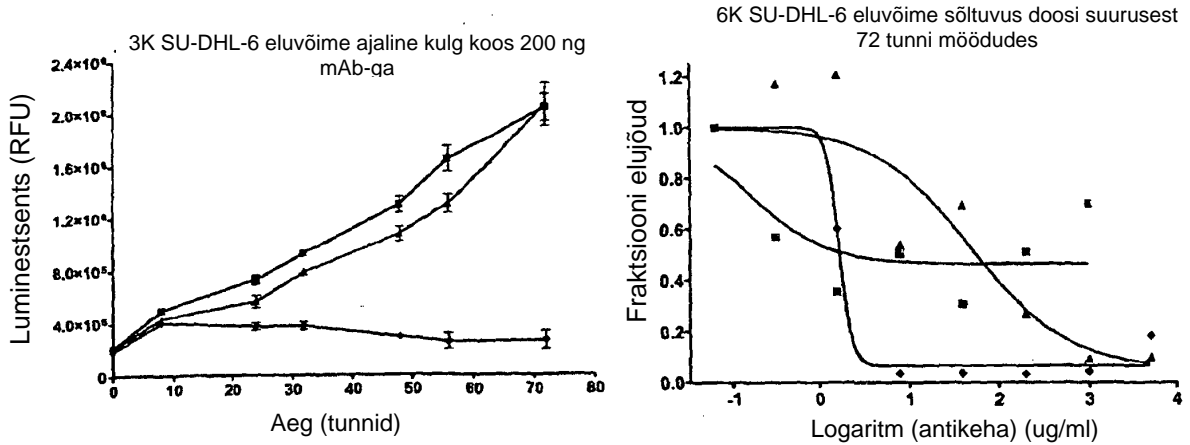 3K SU-DHL-6 eluvõime ajaline kulg koos 200 ng
mAb-ga
2.4×10⁶
2.0×10⁶
1.6×10⁶
1.2×10⁶
8.0×10⁵
4.0×10⁵
0
Luminestsents (RFU)
0 10 20 30 40 50 60 70 80
Aeg (tunnid)
6K SU-DHL-6 eluvõime sõltuvus doosi suurusest
72 tunni möödudes
1.2
1.0
0.8
0.6
0.4
0.2
0.0
Fraktsiooni elujõud
-1 0 1 2 3 4
Logaritm (antikeha) (ug/ml)